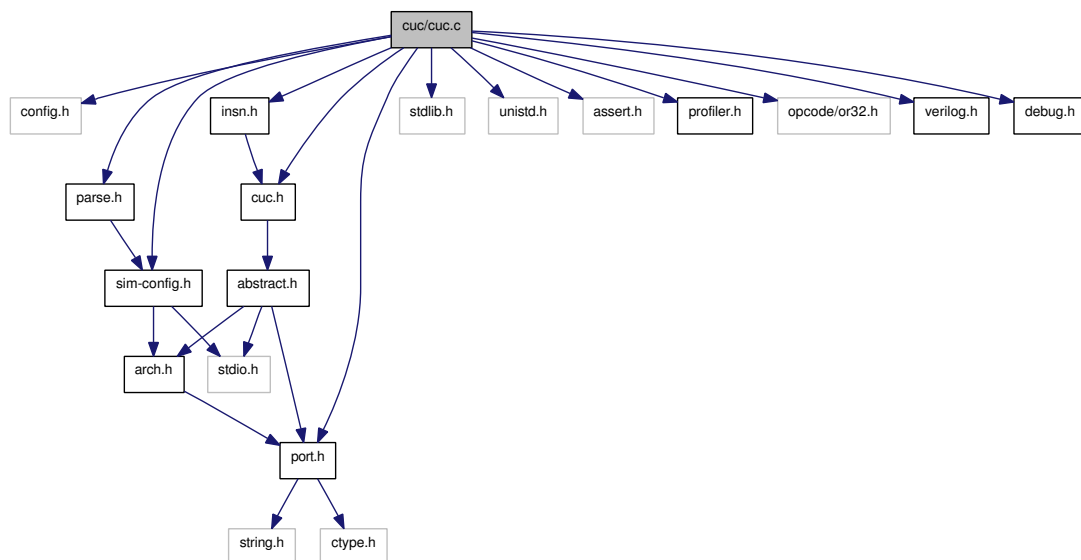 cuc/cuc.c
config.h
insn.h
stdlib.h
unistd.h
assert.h
profiler.h
opcode/or32.h
verilog.h
debug.h
parse.h
cuc.h
sim-config.h
abstract.h
arch.h
stdio.h
port.h
string.h
ctype.h